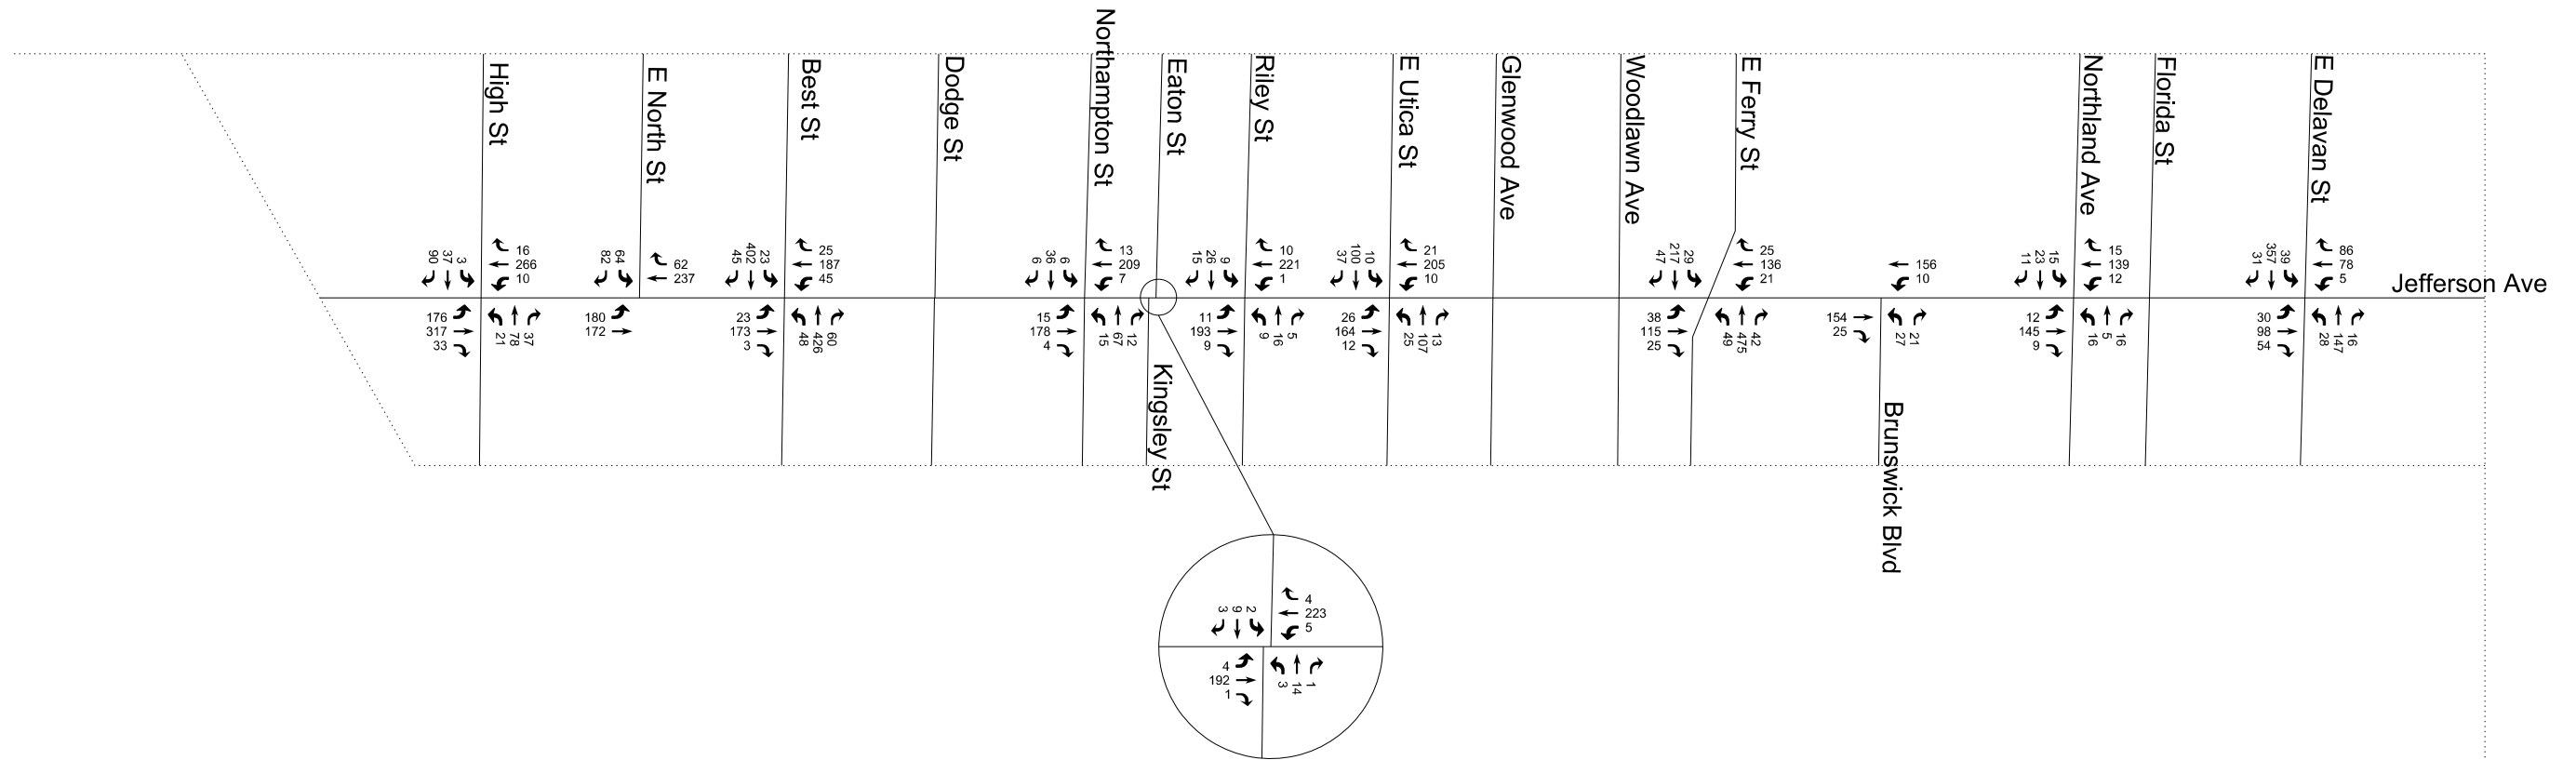 Northampton St
High St
E North St
Best St
Dodge St
Eaton St
Riley St
E Utica St
Glenwood Ave
Woodlawn Ave
E Ferry St
Northland Ave
Florida St
E Delavan St
Jefferson Ave
Kingsley St
Brunswick Blvd
90 37 3
16
266
10
176
317
33
21 78 37
82 64
62
237
180
172
45 402 23
25
187
45
23
173
3
48 426 60
6 36 6
13
209
7
15
178
4
15 67 12
15 26 9
10
221
1
11
193
9
9 16 5
37 100 10
21
205
10
26
164
12
25 107 13
47 217 29
25
136
21
38
115
25
49 475 42
156
10
154
25
27 21
11 23 15
15
139
12
12
145
9
16 5 16
31 357 39
86
78
5
30
98
54
28 147 16
3 9 2
4
223
5
4
192
1
3 14 1